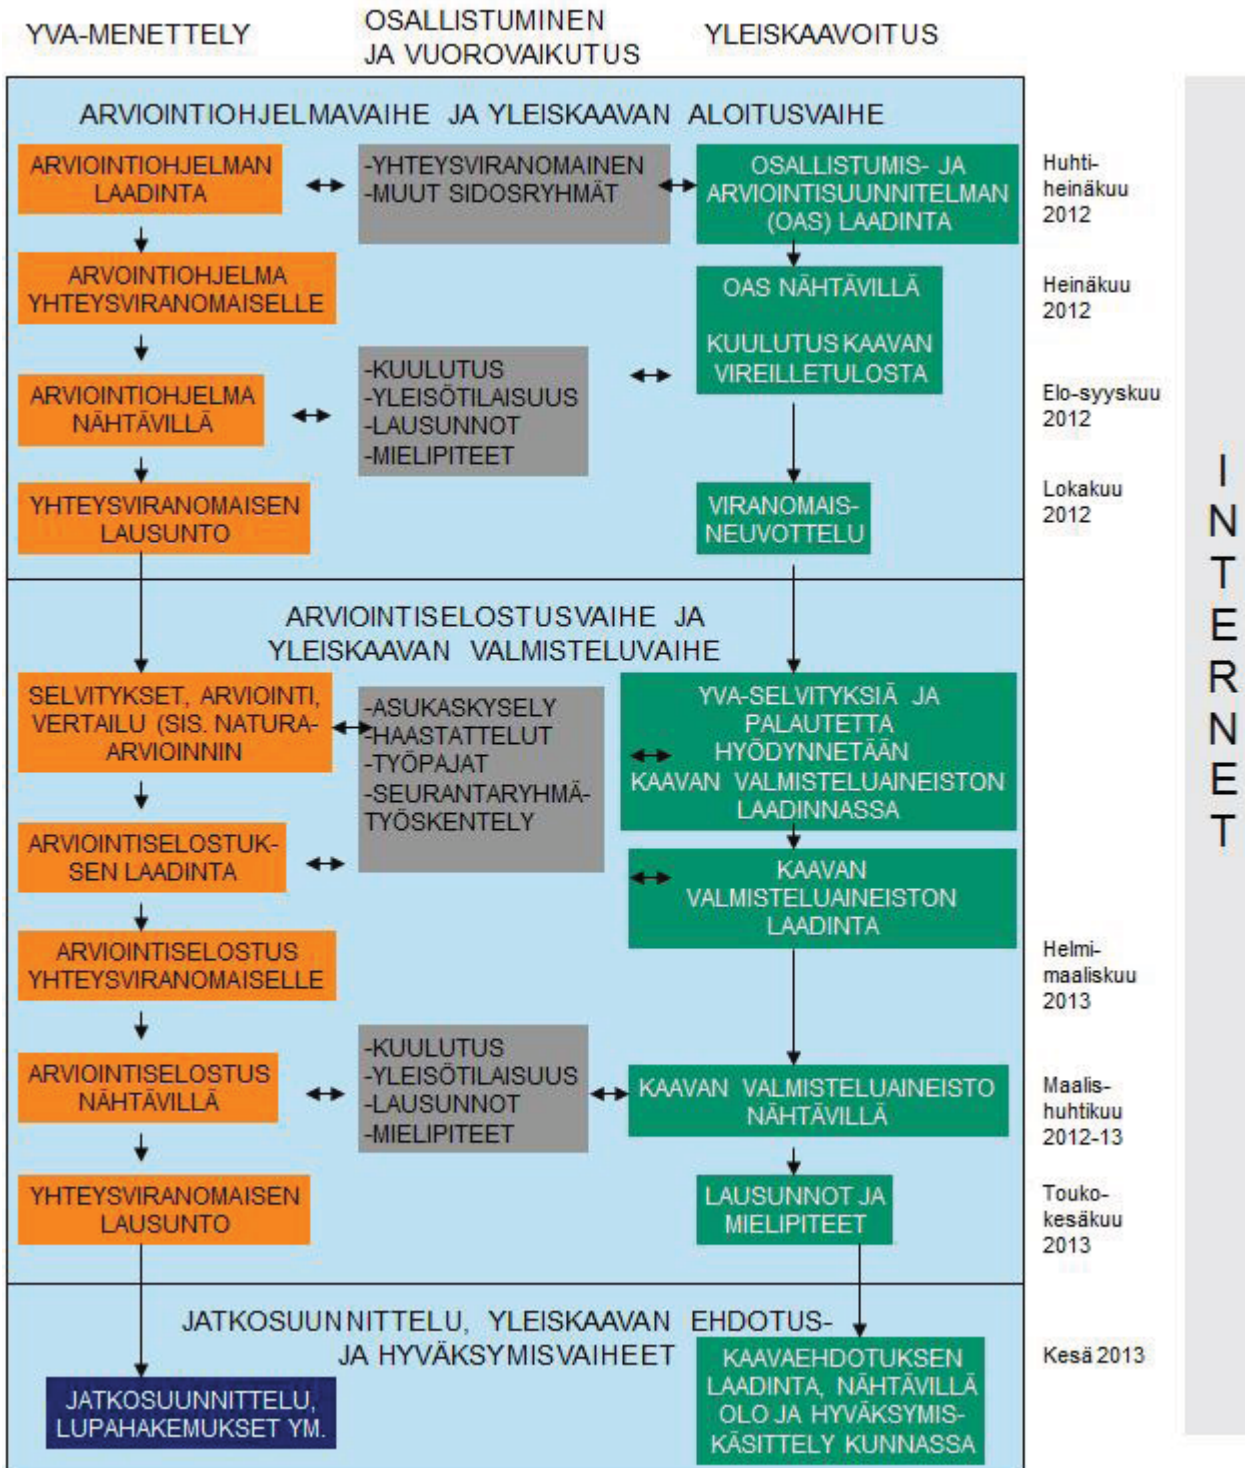 YVA-MENETTELY
OSALLISTUMINEN
JA VUOROVAIKUTUS
YLEISKAAVOITUS
ARVIOINTIOHJELMAVAIHE JA YLEISKAAVAN ALOITUSVAIHE
ARVIOINTIOHJELMAN
LAADINTA
-YHTEYSVIRANOMAINEN
-MUUT SIDOSRYHMÄT
OSALLISTUMIS- JA
ARVIOINTISUUNNITELMAN
(OAS) LAADINTA
Huhti-
heinäkuu
2012
ARVOINTIOHJELMA
YHTEYSVIRANOMAISELLE
OAS NÄHTÄVILLÄ
KUULUTUS KAAVAN
VIREILLETULOSTA
Heinäkuu
2012
ARVIOINTIOHJELMA
NÄHTÄVILLÄ
-KUULUTUS
-YLEISÖTILAISUUS
-LAUSUNNOT
-MIELIPITEET
Elo-syyskuu
2012
YHTEYSVIRANOMAISEN
LAUSUNTO
VIRANOMAIS-
NEUVOTTELU
Lokakuu
2012
ARVIOINTISELOSTUSVAIHE JA
YLEISKAAVAN VALMISTELUVAIHE
SELVITYKSET, ARVIOINTI,
VERTAILU (SIS. NATURA-
ARVIOINNIN
-ASUKASKYSELY
-HAASTATTELUT
-TYÖPAJAT
-SEURANTARYHMÄ-
TYÖSKENTELY
YVA-SELVITYKSIÄ JA
PALAUTETTA
HYÖDYNNETÄÄN
KAAVAN VALMISTELUAINEISTON
LAADINNASSA
ARVIOINTISELOSTUK-
SEN LAADINTA
KAAVAN
VALMISTELUAINEISTON
LAADINTA
ARVIOINTISELOSTUS
YHTEYSVIRANOMAISELLE
Helmi-
maaliskuu
2013
ARVIOINTISELOSTUS
NÄHTÄVILLÄ
-KUULUTUS
-YLEISÖTILAISUUS
-LAUSUNNOT
-MIELIPITEET
KAAVAN VALMISTELUAINEISTO
NÄHTÄVILLÄ
Maalis-
huhtikuu
2012-13
YHTEYSVIRANOMAISEN
LAUSUNTO
LAUSUNNOT JA
MIELIPITEET
Touko-
kesäkuu
2013
JATKOSUUNNITTELU, YLEISKAAVAN EHDOTUS-
JA HYVÄKSYMISVAIHEET
JATKOSUUNNITTELU,
LUPAHAKEMUKSET YM.
KAAVAEHDOTUKSEN
LAADINTA, NÄHTÄVILLÄ
OLO JA HYVÄKSYMIS-
KÄSITTELY KUNNASSA
Kesä 2013
I
N
T
E
R
N
E
T